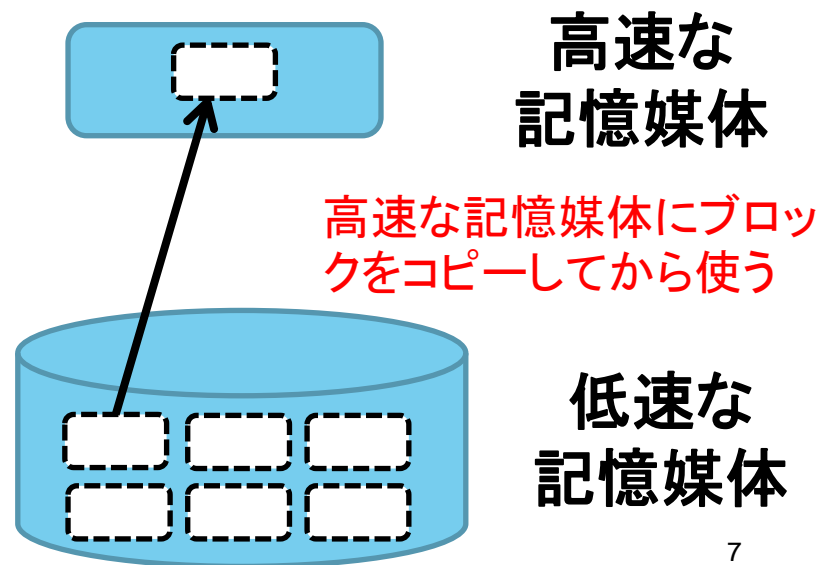 高速な
記憶媒体
高速な記憶媒体にブロッ
クをコピーしてから使う
低速な
記憶媒体
7